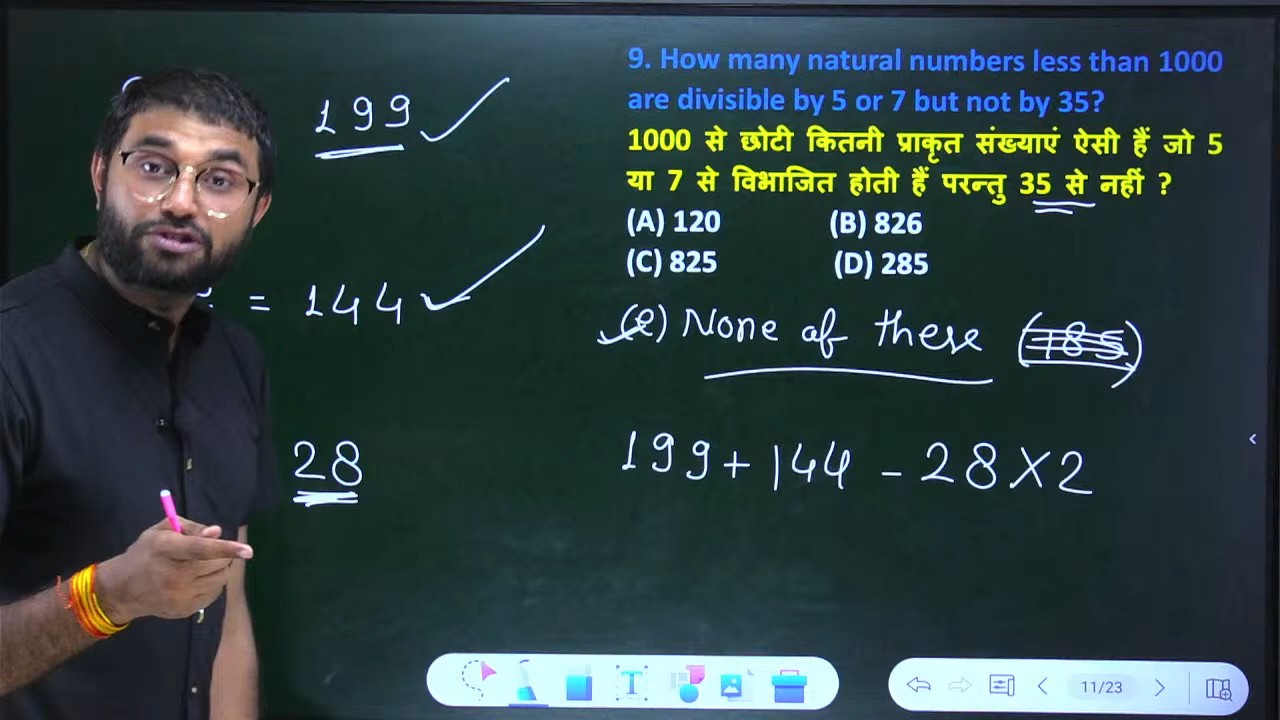 199
= 144
28
9. How many natural numbers less than 1000
are divisible by 5 or 7 but not by 35?
1000 से छोटी कितनी प्राकृत संख्याएं ऐसी हैं जो 5
या 7 से विभाजित होती हैं परन्तु 35 से नहीं ?
(A) 120 (B) 826
(C) 825 (D) 285
(e) None of these
199 + 144 - 28 X 2
11/23